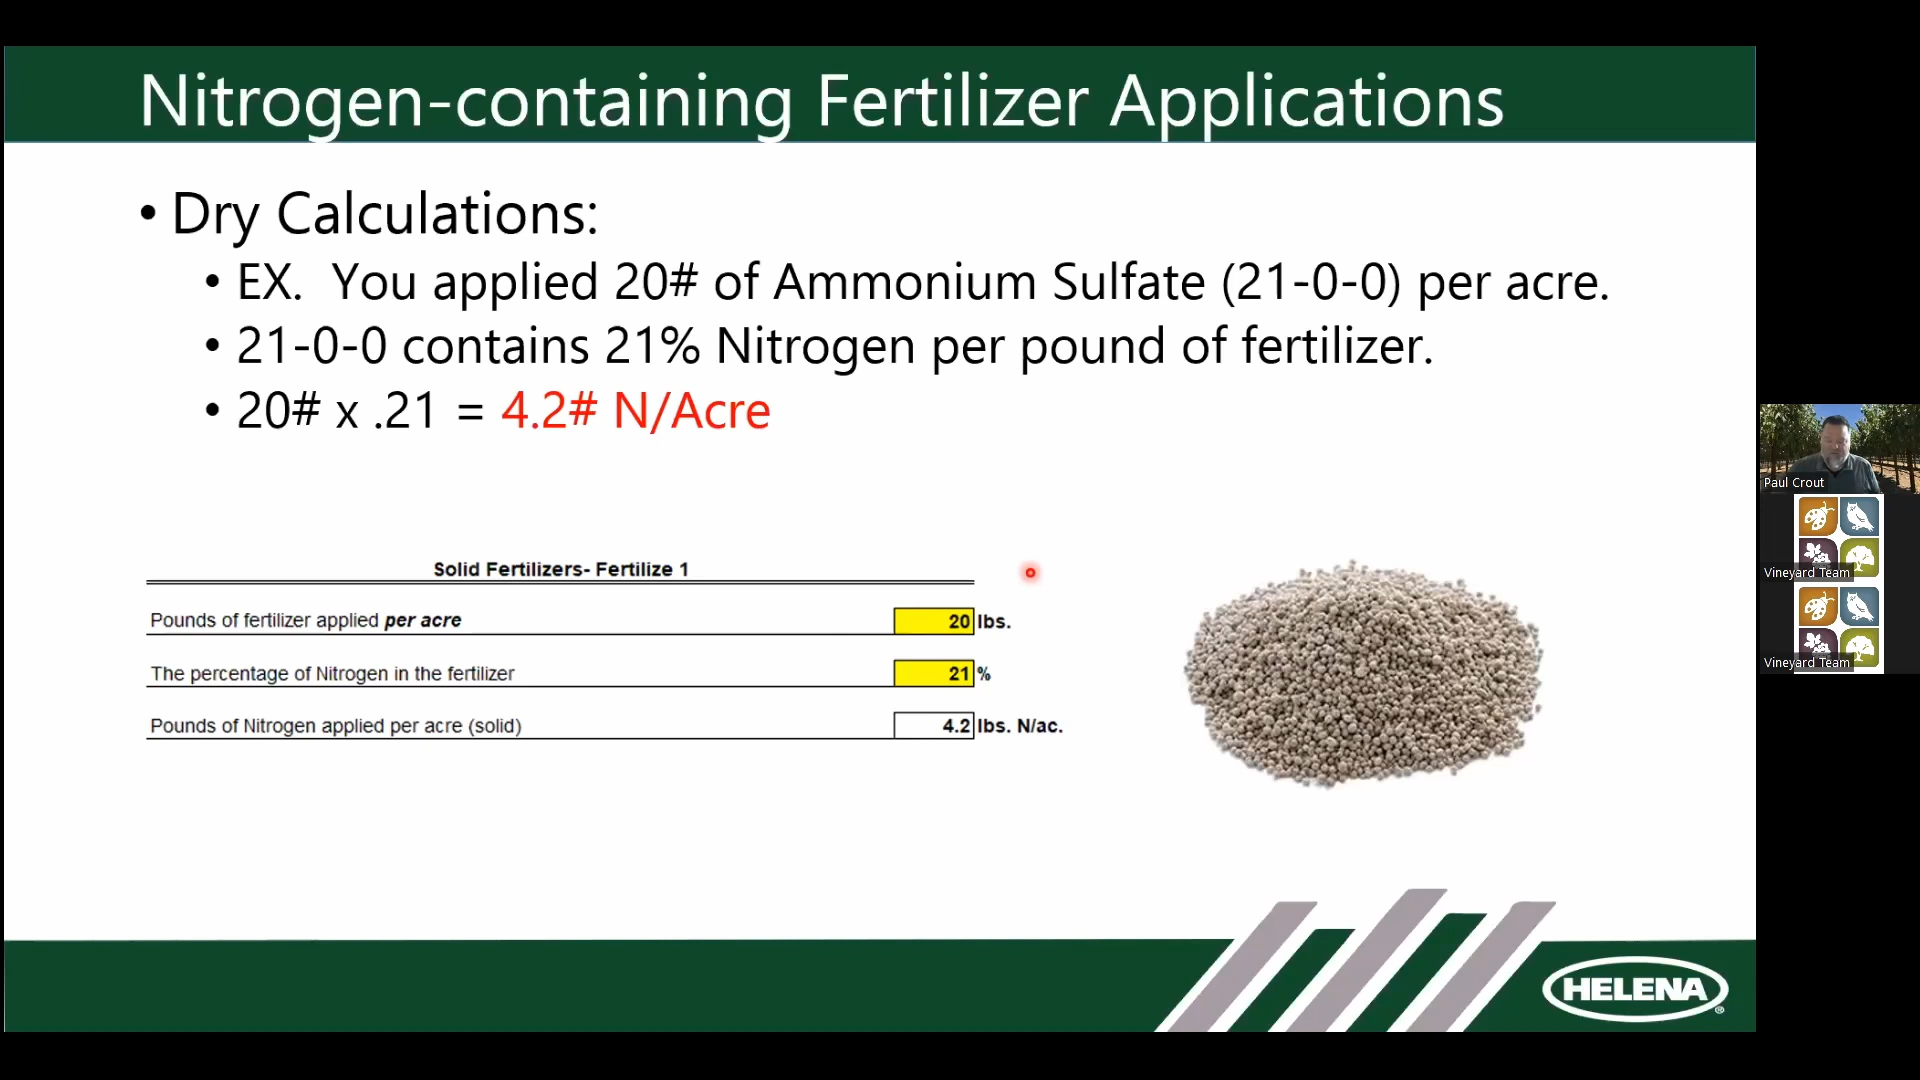 Nitrogen-containing Fertilizer Applications
• Dry Calculations:
• EX.  You applied 20# of Ammonium Sulfate (21-0-0) per acre.
• 21-0-0 contains 21% Nitrogen per pound of fertilizer.
• 20# x .21 = 4.2# N/Acre
Solid Fertilizers- Fertilize 1
Pounds of fertilizer applied per acre 20 lbs.
The percentage of Nitrogen in the fertilizer 21 %
Pounds of Nitrogen applied per acre (solid) 4.2 lbs. N/ac.
HELENA®
Paul Crout
Vineyard Team
Vineyard Team